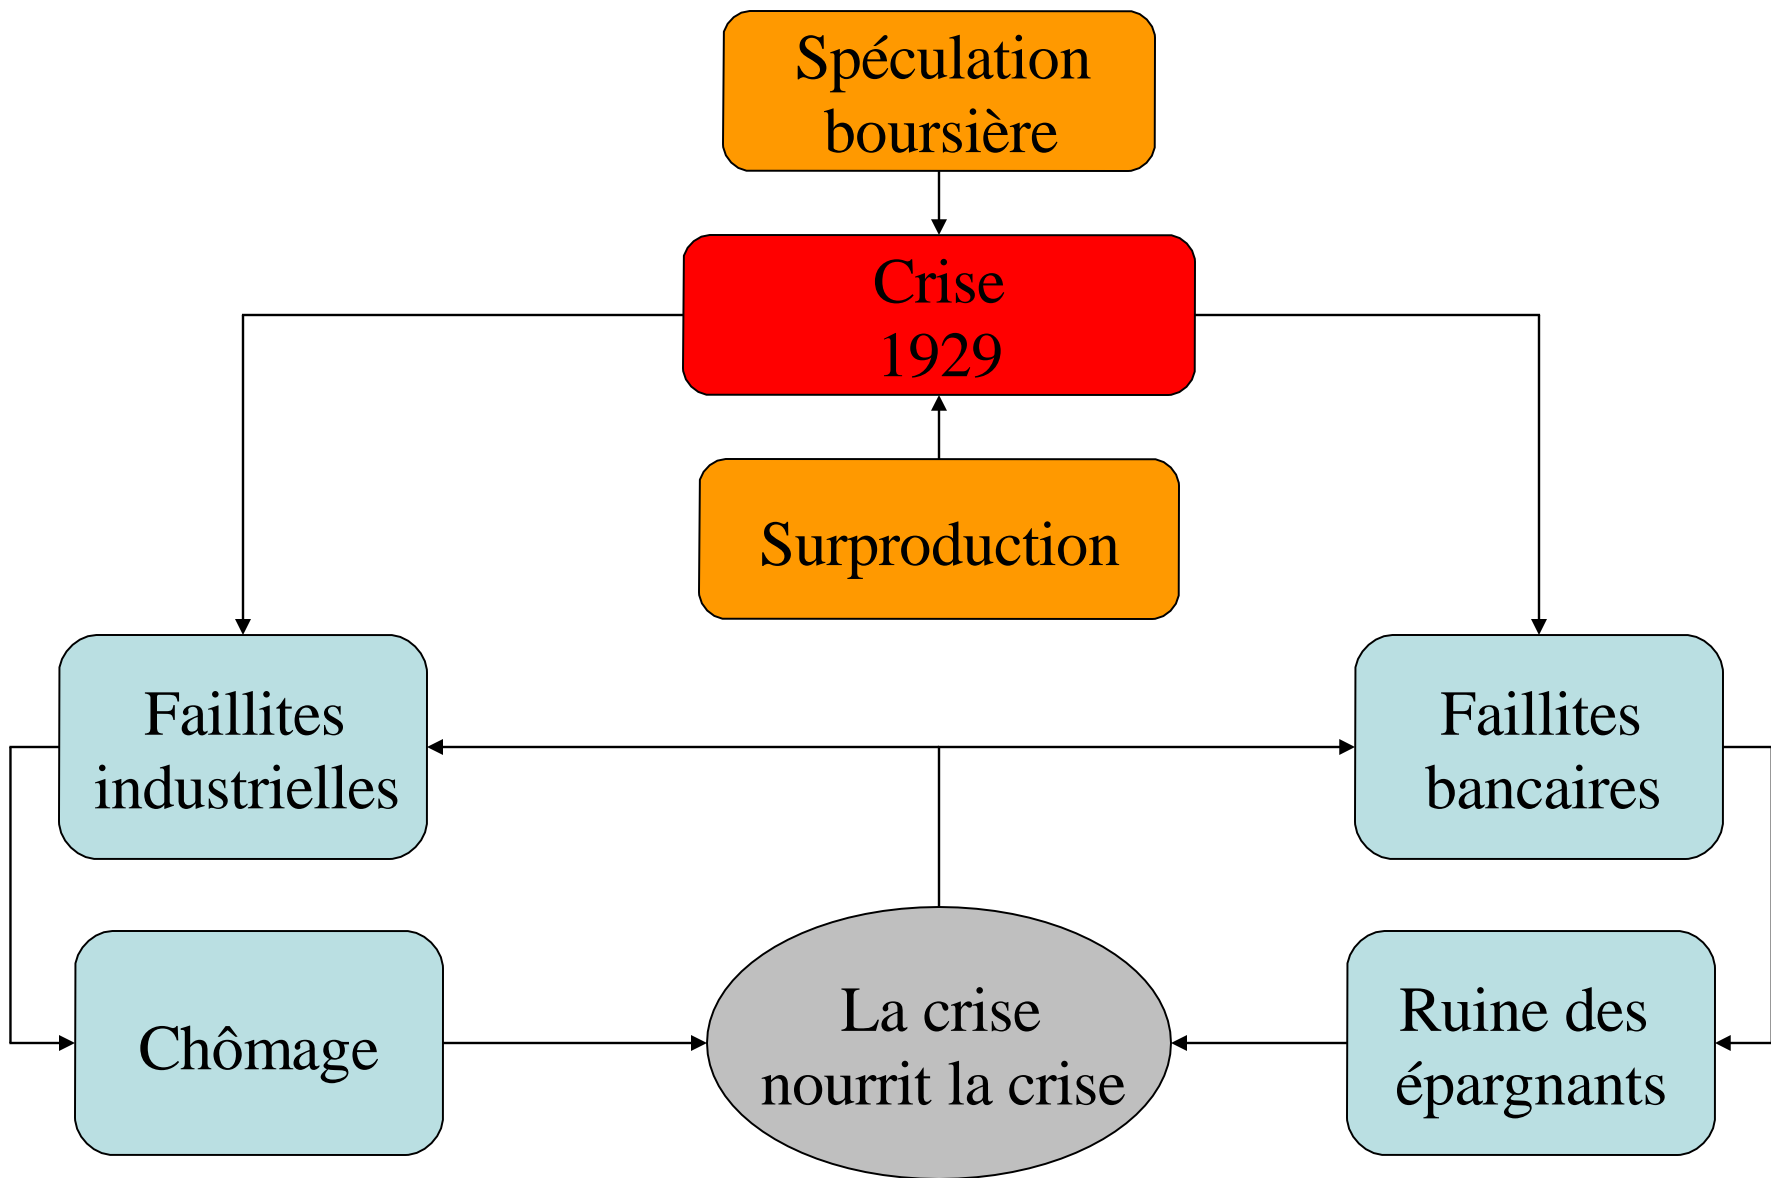 Spéculation
boursière
Crise
1929
Surproduction
Faillites
industrielles
Faillites
bancaires
Chômage
La crise
nourrit la crise
Ruine des
épargnants